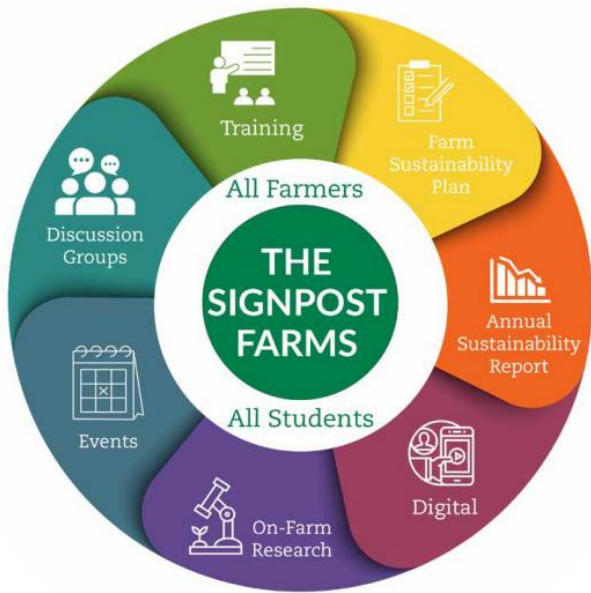 Training
Farm
Sustainability
Plan
Annual
Sustainability
Report
Digital
On-Farm
Research
Events
Discussion
Groups
All Farmers
THE
SIGNPOST
FARMS
All Students